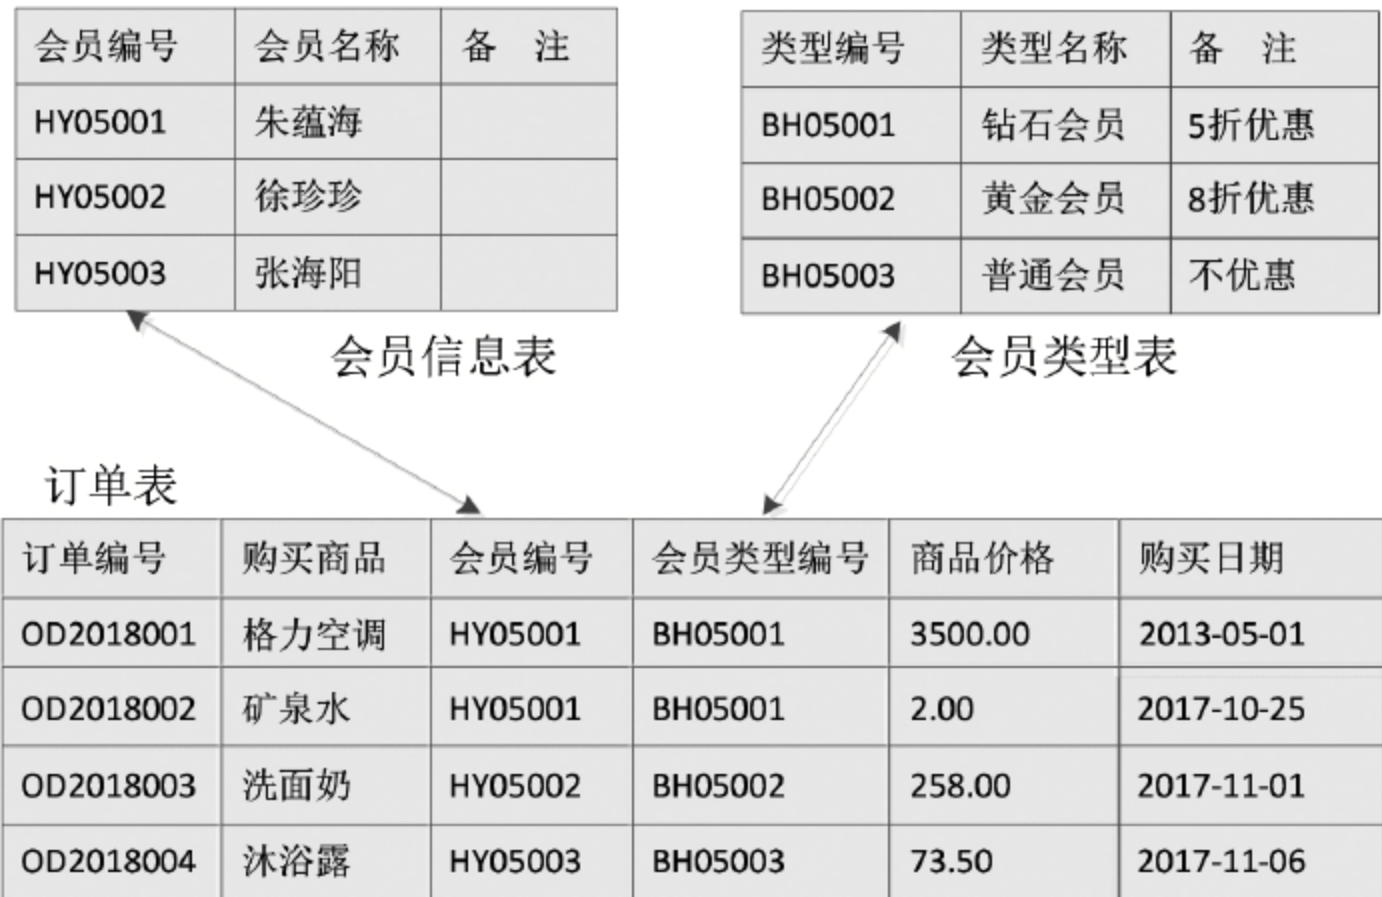 会员编号 会员名称 备 注
HY05001 朱蕴海
HY05002 徐珍珍
HY05003 张海阳
会员信息表
类型编号 类型名称 备 注
BH05001 钻石会员 5折优惠
BH05002 黄金会员 8折优惠
BH05003 普通会员 不优惠
会员类型表
订单表
订单编号 购买商品 会员编号 会员类型编号 商品价格 购买日期
OD2018001 格力空调 HY05001 BH05001 3500.00 2013-05-01
OD2018002 矿泉水 HY05001 BH05001 2.00 2017-10-25
OD2018003 洗面奶 HY05002 BH05002 258.00 2017-11-01
OD2018004 沐浴露 HY05003 BH05003 73.50 2017-11-06